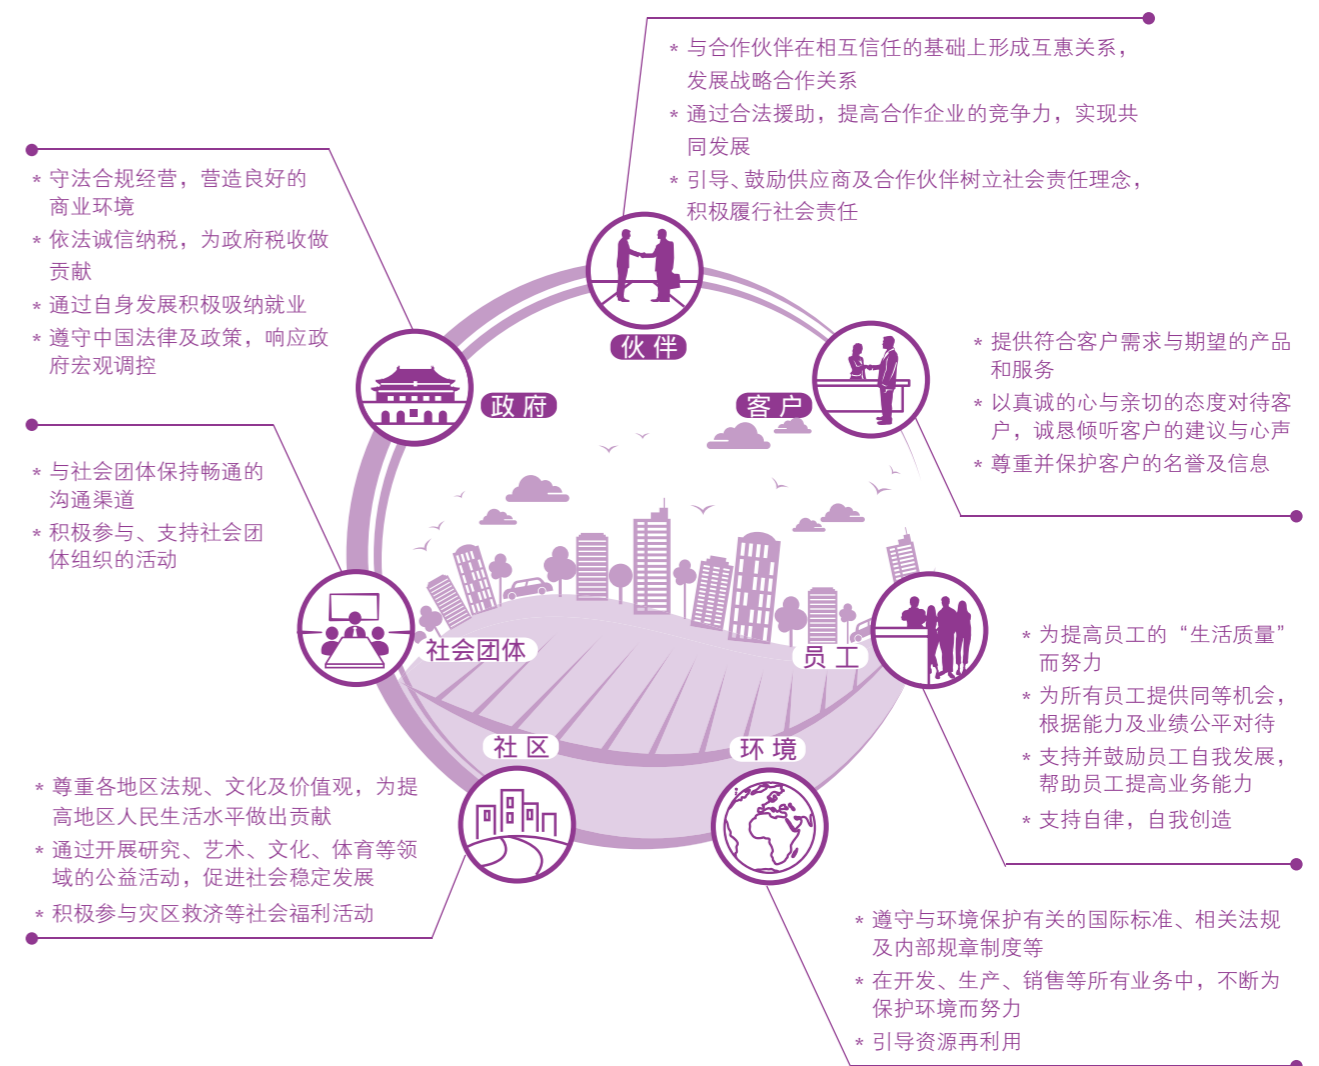 * 与合作伙伴在相互信任的基础上形成互惠关系，
发展战略合作关系
* 通过合法援助，提高合作企业的竞争力，实现共
同发展
* 引导、鼓励供应商及合作伙伴树立社会责任理念，
积极履行社会责任
伙伴
* 守法合规经营，营造良好的
商业环境
* 依法诚信纳税，为政府税收做
贡献
* 通过自身发展积极吸纳就业
* 遵守中国法律及政策，响应政
府宏观调控
政府
客户
* 提供符合客户需求与期望的产品
和服务
* 以真诚的心与亲切的态度对待客
户，诚恳倾听客户的建议与心声
* 尊重并保护客户的名誉及信息
* 与社会团体保持畅通的
沟通渠道
* 积极参与、支持社会团
体组织的活动
社会团体
员工
* 为提高员工的“生活质量”
而努力
* 为所有员工提供同等机会，
根据能力及业绩公平对待
* 支持并鼓励员工自我发展，
帮助员工提高业务能力
* 支持自律，自我创造
社区
环境
* 尊重各地区法规、文化及价值观，为提
高地区人民生活水平做出贡献
* 通过开展研究、艺术、文化、体育等领
域的公益活动，促进社会稳定发展
* 积极参与灾区救济等社会福利活动
* 遵守与环境保护有关的国际标准、相关法规
及内部规章制度等
* 在开发、生产、销售等所有业务中，不断为
保护环境而努力
* 引导资源再利用